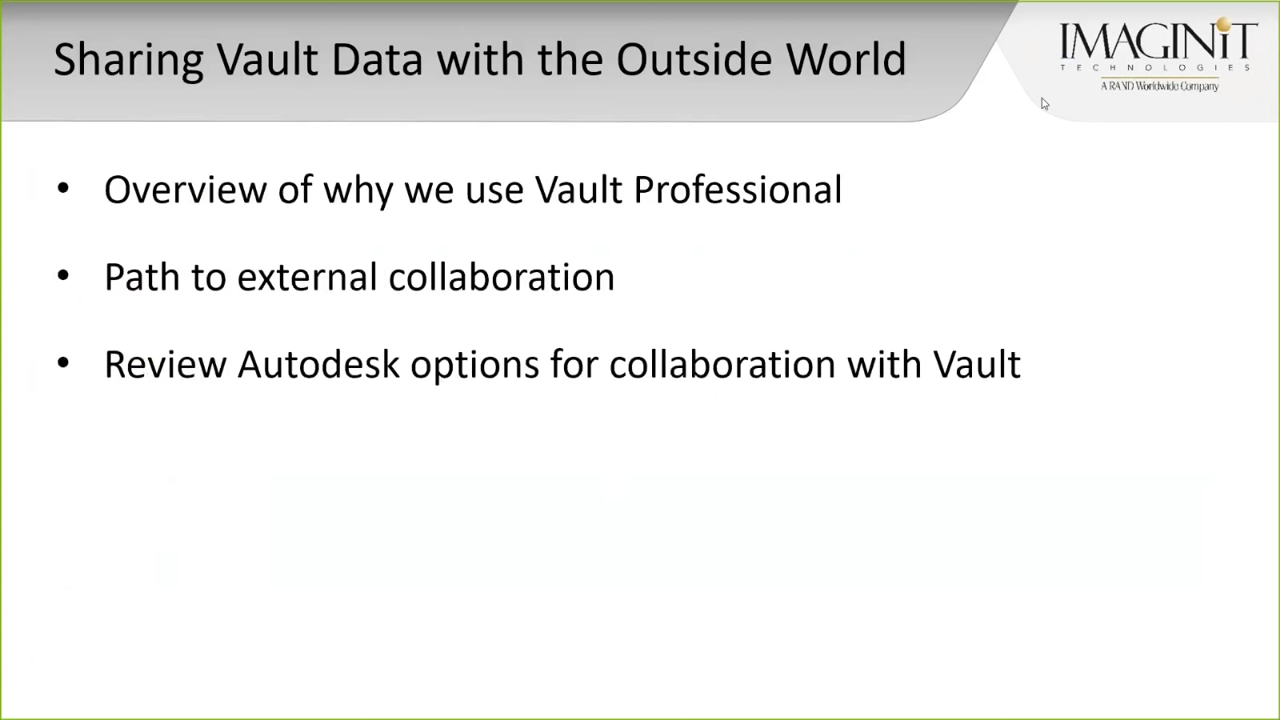 Sharing Vault Data with the Outside World
IMAGINiT
TECHNOLOGIES
A RAND Worldwide Company
• Overview of why we use Vault Professional
• Path to external collaboration
• Review Autodesk options for collaboration with Vault